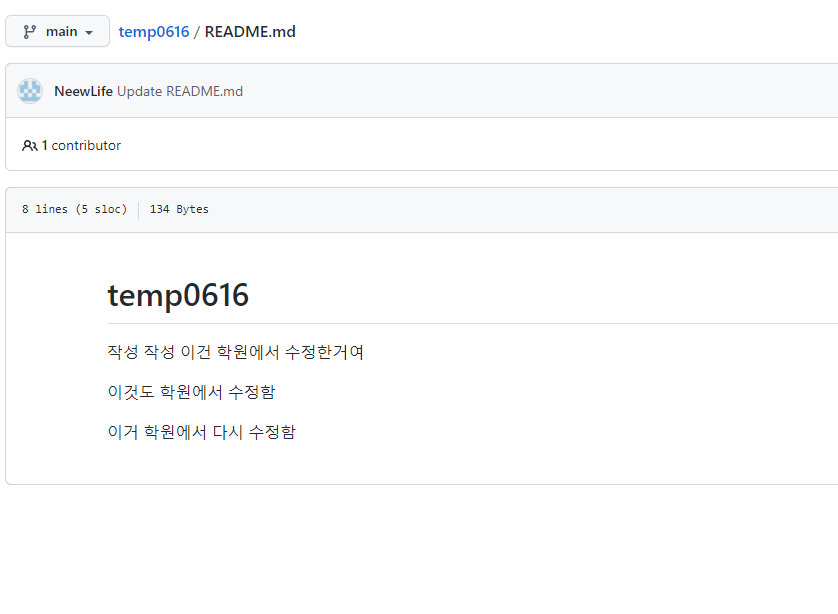 main
temp0616 / README.md
NeewLife Update README.md
1 contributor
8 lines (5 sloc) 134 Bytes
temp0616
작성 작성 이건 학원에서 수정한거여
이것도 학원에서 수정함
이거 학원에서 다시 수정함